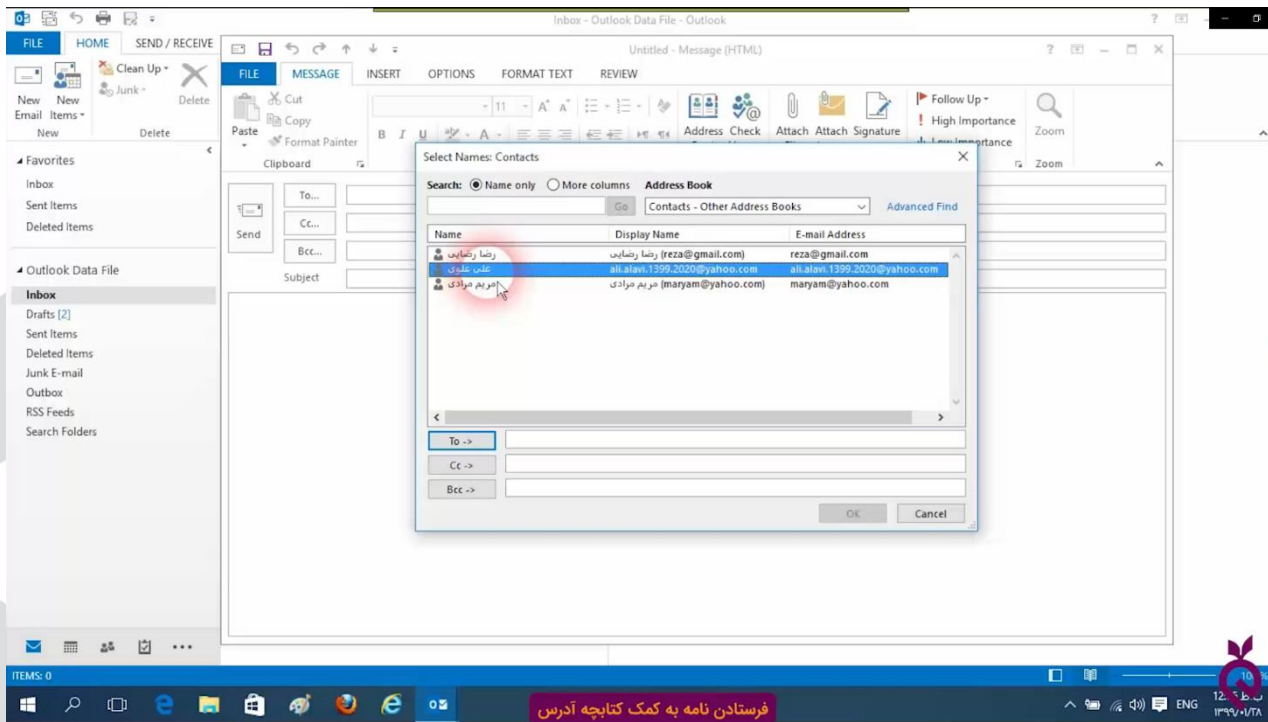 Inbox - Outlook Data File - Outlook
FILE HOME SEND / RECEIVE
Untitled - Message (HTML)
FILE MESSAGE INSERT OPTIONS FORMAT TEXT REVIEW
New Email
New Items
Clean Up
Junk
Delete
New
Delete
Paste
Cut
Copy
Format Painter
Clipboard
11
B I U
Address
Check
Attach
Attach
Signature
Follow Up
High Importance
Zoom
Zoom
Favorites
Inbox
Sent Items
Deleted Items
Outlook Data File
Inbox
Drafts [2]
Sent Items
Deleted Items
Junk E-mail
Outbox
RSS Feeds
Search Folders
Send
To...
Cc...
Bcc...
Subject
Select Names: Contacts
Search: Name only More columns Address Book
Go Contacts - Other Address Books Advanced Find
Name Display Name E-mail Address
رضا رضایی رضا رضایی (reza@gmail.com) reza@gmail.com
علی علوی ali.alavi.1399.2020@yahoo.com ali.alavi.1399.2020@yahoo.com
مریم مرادی مریم مرادی (maryam@yahoo.com) maryam@yahoo.com
To ->
Cc ->
Bcc ->
OK Cancel
ITEMS: 0
ENG
۱۳۹۹/۰۱/۲۸
فرستادن نامه به کمک کتابچه آدرس